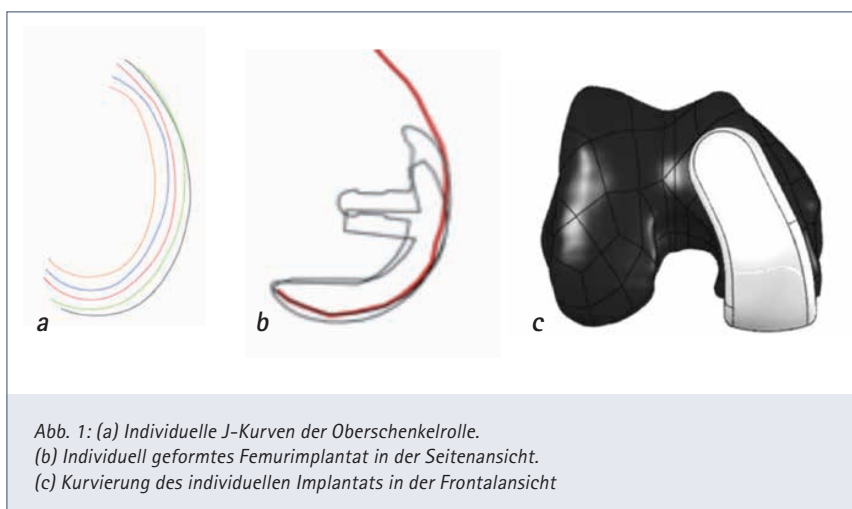 a
b
c
Abb. 1: (a) Individuelle J-Kurven der Oberschenkelrolle.
(b) Individuell geformtes Femurimplantat in der Seitenansicht.
(c) Kurvierung des individuellen Implantats in der Frontalansicht